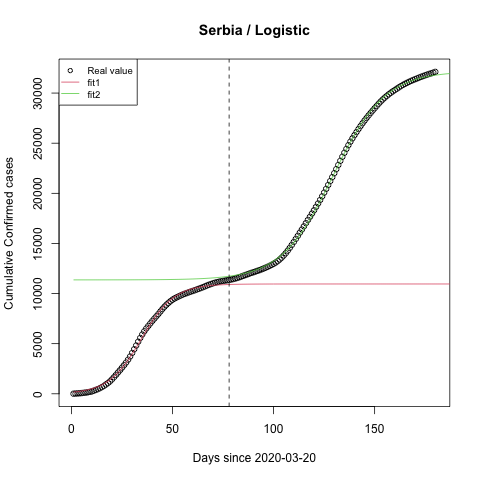 Serbia / Logistic
Real value
fit1
fit2
Cumulative Confirmed cases
30000
25000
20000
15000
10000
5000
0
0 50 100 150
Days since 2020-03-20